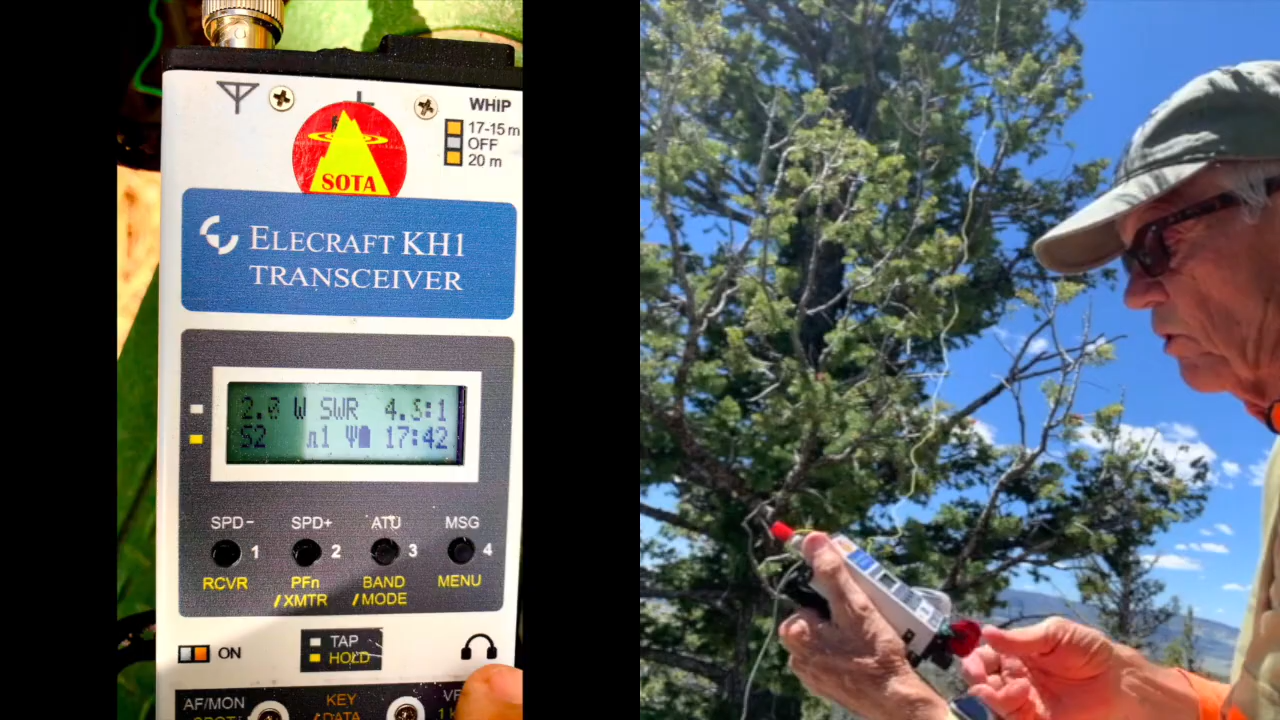 WHIP
17-15 m
OFF
20 m
SOTA
ELECRAFT KH1
TRANSCEIVER
2.0 W SWR 4.3:1
S2 17:42
SPD- SPD+ ATU MSG
1 2 3 4
RCVR PFn BAND MENU
/XMTR /MODE
ON
TAP
HOLD
AF/MON KEY
/DATA